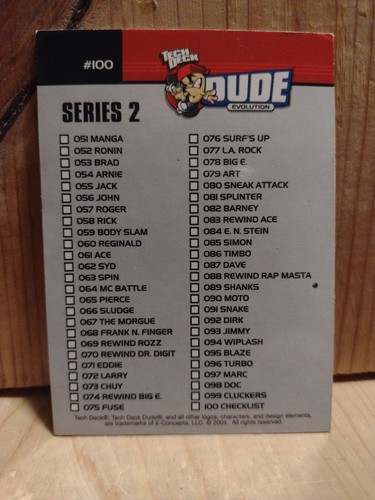 #100
TECH DECK
DUDE
EVOLUTION
SERIES 2
051 MANGA
052 RONIN
053 BRAD
054 ARNIE
055 JACK
056 JOHN
057 ROGER
058 RICK
059 BODY SLAM
060 REGINALD
061 ACE
062 SYD
063 SPIN
064 MC BATTLE
065 PIERCE
066 SLUDGE
067 THE MORGUE
068 FRANK N. FINGER
069 REWIND ROZZ
070 REWIND DR. DIGIT
071 EDDIE
072 LARRY
073 CHUY
074 REWIND BIG E.
075 FUSE
076 SURF'S UP
077 L.A. ROCK
078 BIG E.
079 ART
080 SNEAK ATTACK
081 SPLINTER
082 BARNEY
083 REWIND ACE
084 E. N. STEIN
085 SIMON
086 TIMBO
087 DAVE
088 REWIND RAP MASTA
089 SHANKS
090 MOTO
091 SNAKE
092 DIRK
093 JIMMY
094 WIPLASH
095 BLAZE
096 TURBO
097 MARC
098 DOC
099 CLUCKERS
100 CHECKLIST
Tech Deck®, Tech Deck Dude®, and all other logos, characters, and design elements,
are trademarks of X-Concepts, LLC. © 2004. All rights reserved.